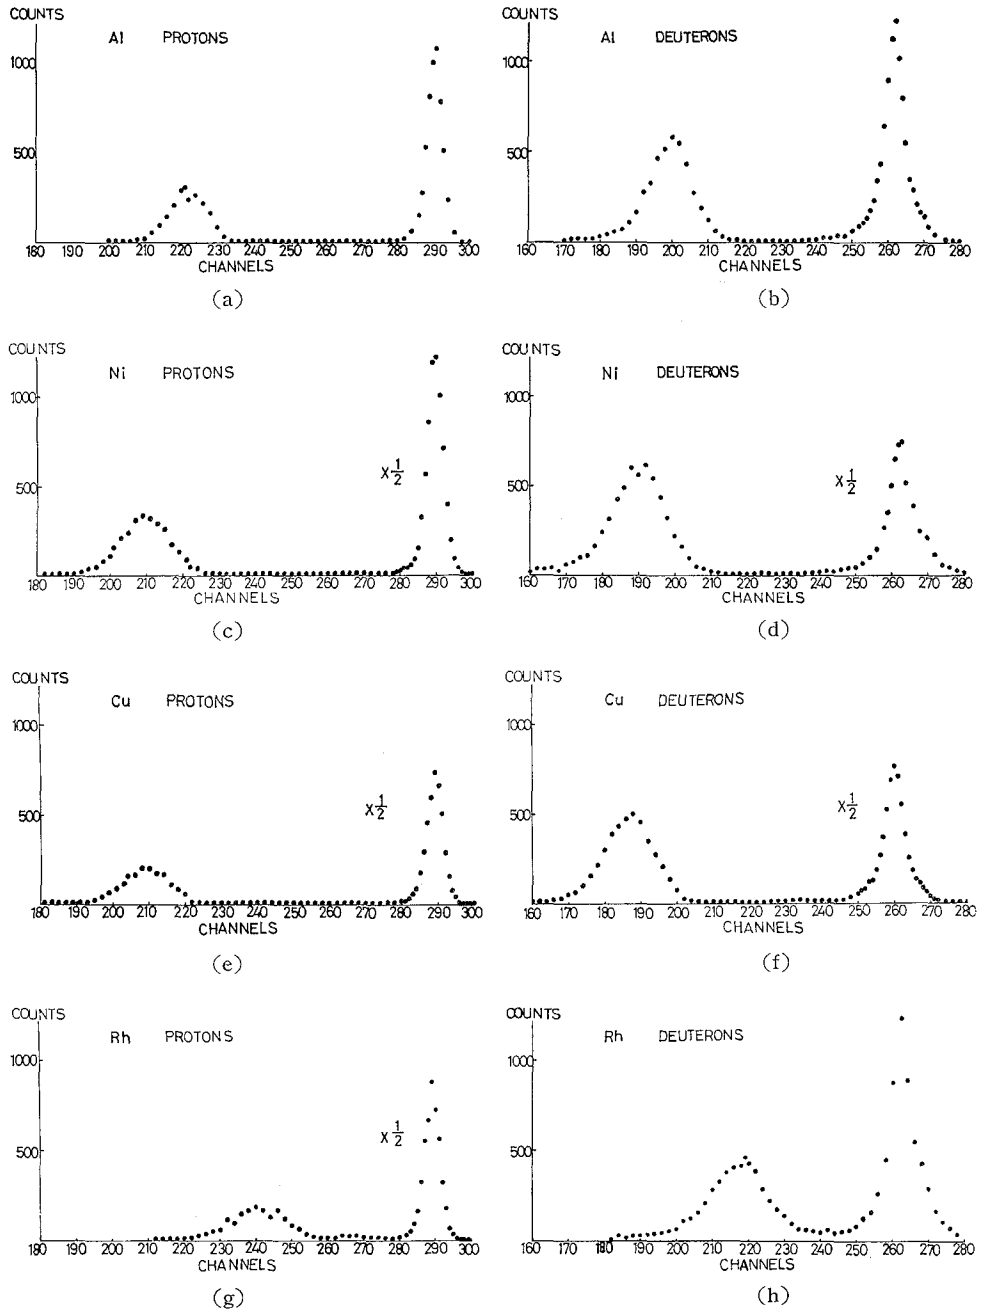 COUNTS
Al PROTONS
1000
500
180 190 200 210 220 230 240 250 260 270 280 290 300
CHANNELS
(a)
COUNTS
Al DEUTERONS
1000
500
160 170 180 190 200 210 220 230 240 250 260 270 280
CHANNELS
(b)
COUNTS
Ni PROTONS
1000
X 1/2
500
180 190 200 210 220 230 240 250 260 270 280 290 300
CHANNELS
(c)
COUNTS
Ni DEUTERONS
1000
X 1/2
500
160 170 180 190 200 210 220 230 240 250 260 270 280
CHANNELS
(d)
COUNTS
Cu PROTONS
1000
X 1/2
500
180 190 200 210 220 230 240 250 260 270 280 290 300
CHANNELS
(e)
COUNTS
Cu DEUTERONS
1000
X 1/2
500
160 170 180 190 200 210 220 230 240 250 260 270 280
CHANNELS
(f)
COUNTS
Rh PROTONS
1000
X 1/2
500
180 190 200 210 220 230 240 250 260 270 280 290 300
CHANNELS
(g)
COUNTS
Rh DEUTERONS
1000
500
160 170 180 190 200 210 220 230 240 250 260 270 280
CHANNELS
(h)